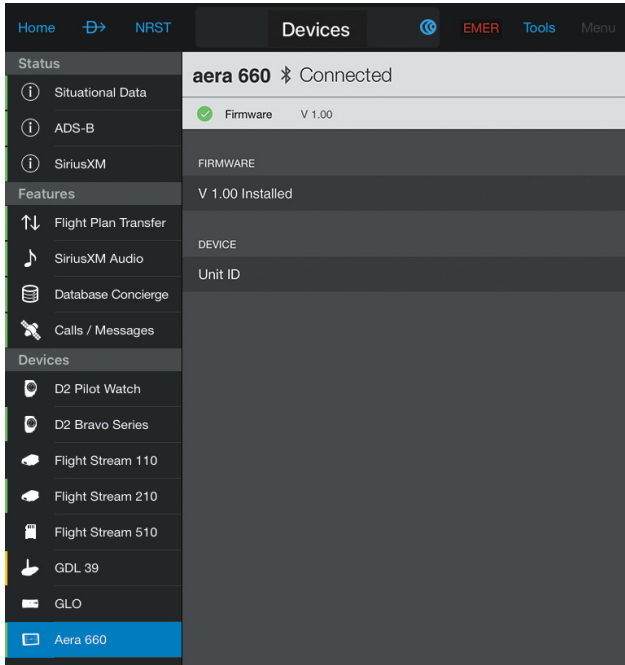 Home NRST Devices EMER Tools Menu
Status
Situational Data
ADS-B
SiriusXM
Features
Flight Plan Transfer
SiriusXM Audio
Database Concierge
Calls / Messages
Devices
D2 Pilot Watch
D2 Bravo Series
Flight Stream 110
Flight Stream 210
Flight Stream 510
GDL 39
GLO
Aera 660
aera 660 Connected
Firmware V 1.00
FIRMWARE
V 1.00 Installed
DEVICE
Unit ID